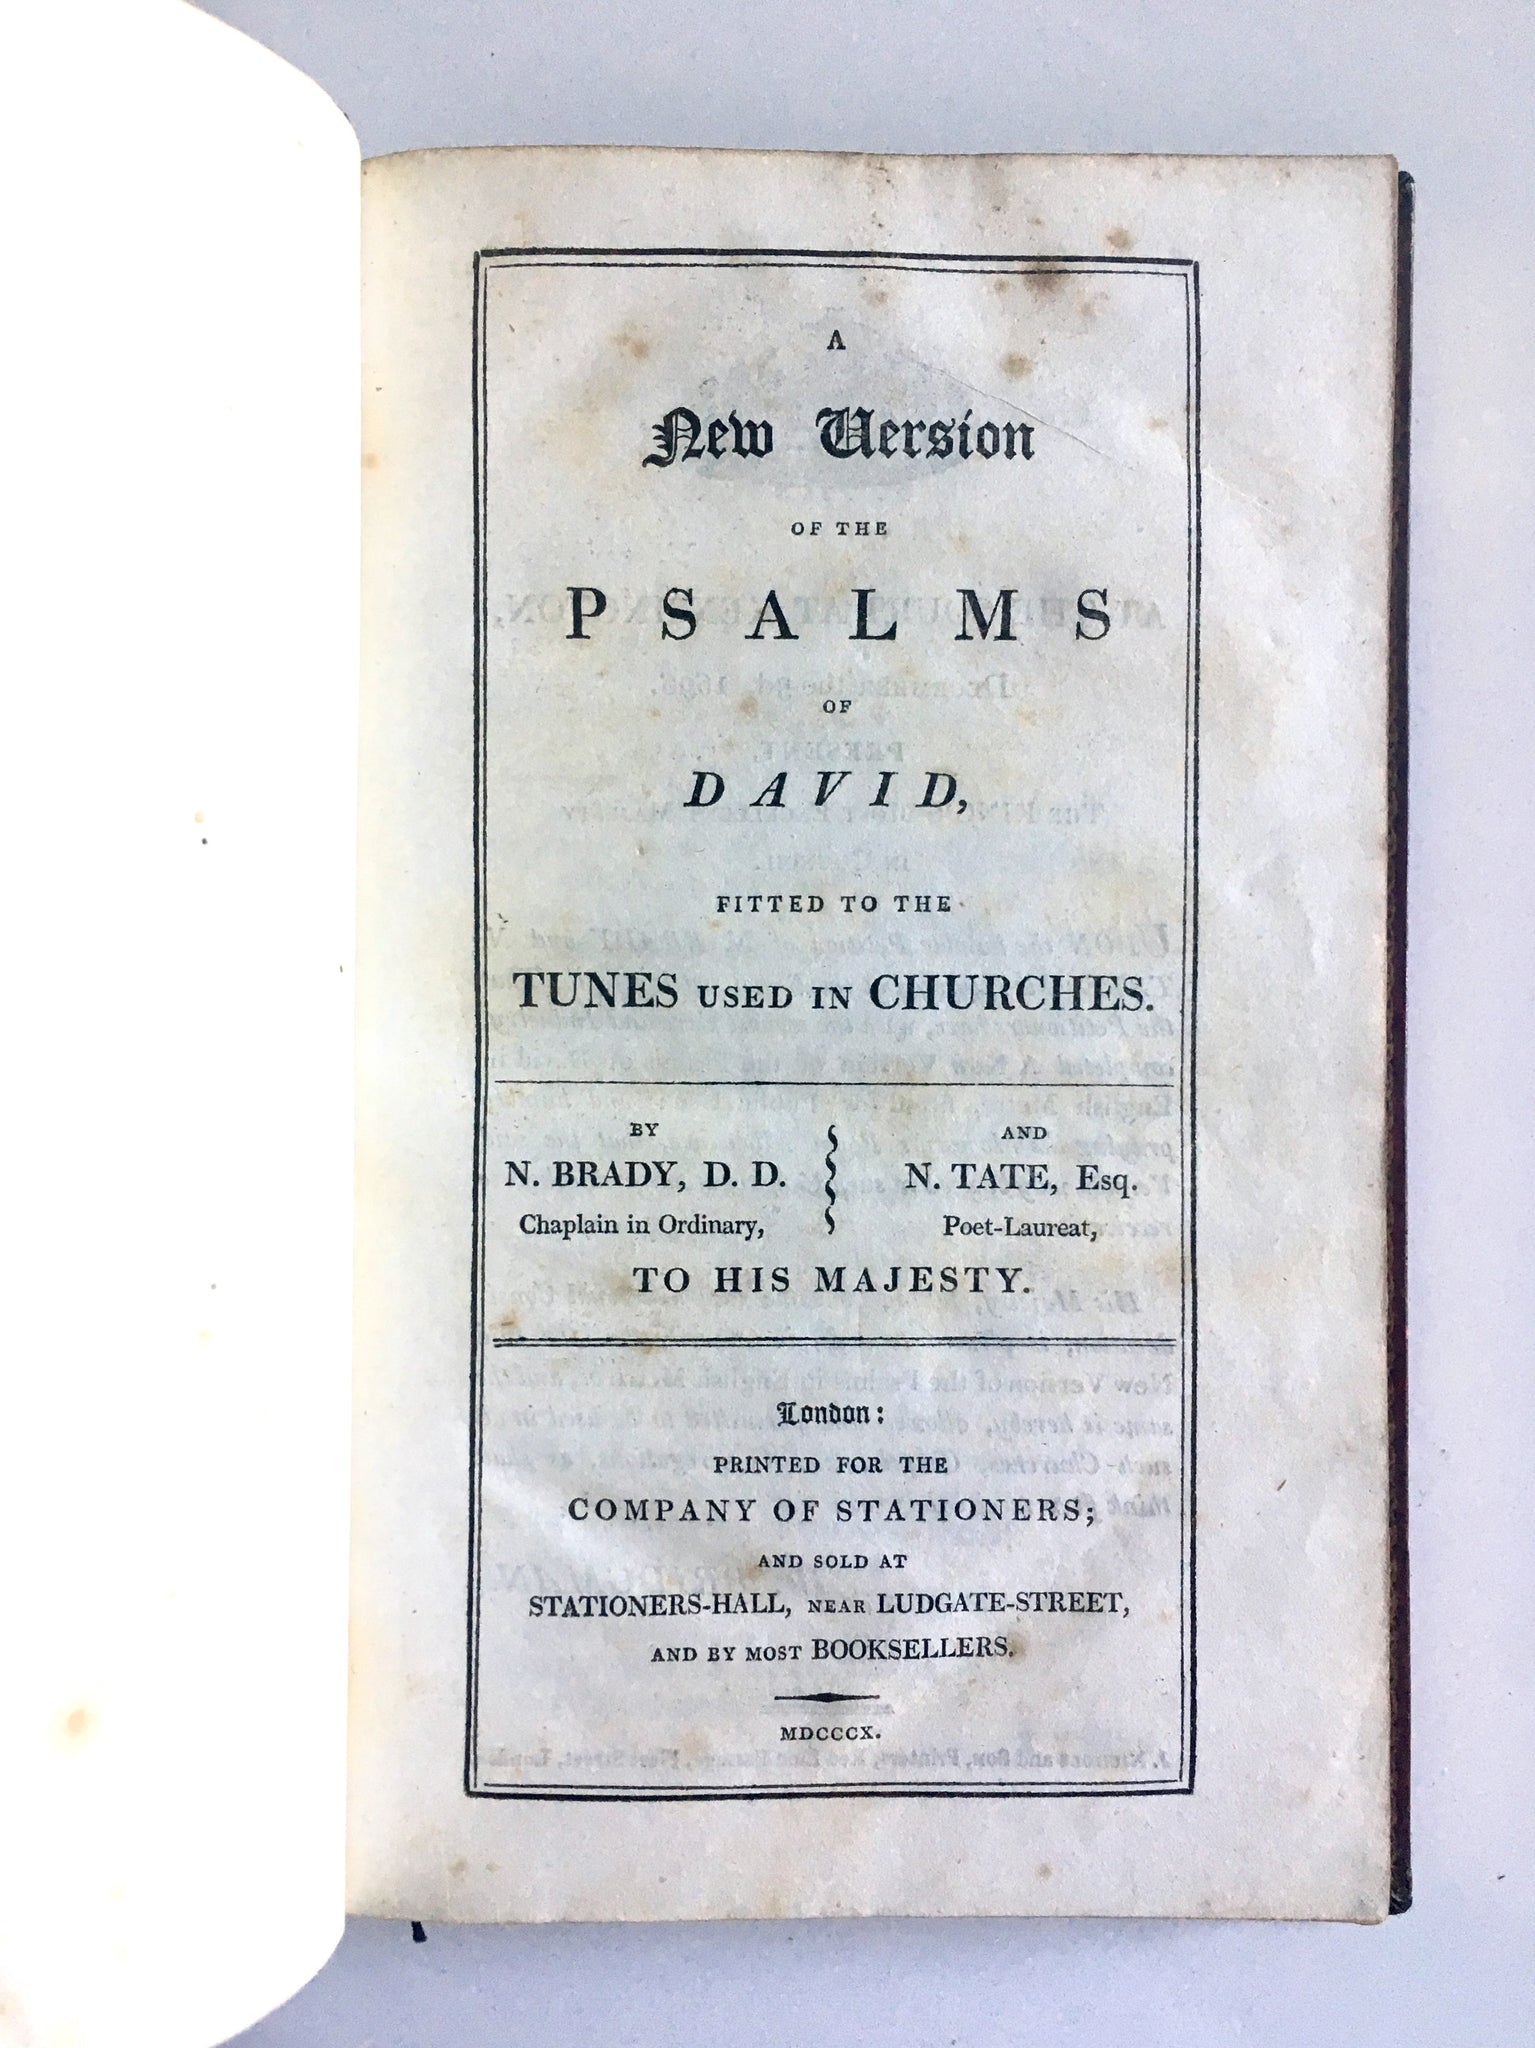 A
New Version
OF THE
PSALMS
OF
DAVID,
FITTED TO THE
TUNES USED IN CHURCHES.
BY
N. BRADY, D. D.
Chaplain in Ordinary,
AND
N. TATE, Esq.
Poet-Laureat,
TO HIS MAJESTY.
London:
PRINTED FOR THE
COMPANY OF STATIONERS;
AND SOLD AT
STATIONERS-HALL, NEAR LUDGATE-STREET,
AND BY MOST BOOKSELLERS.
MDCCCX.